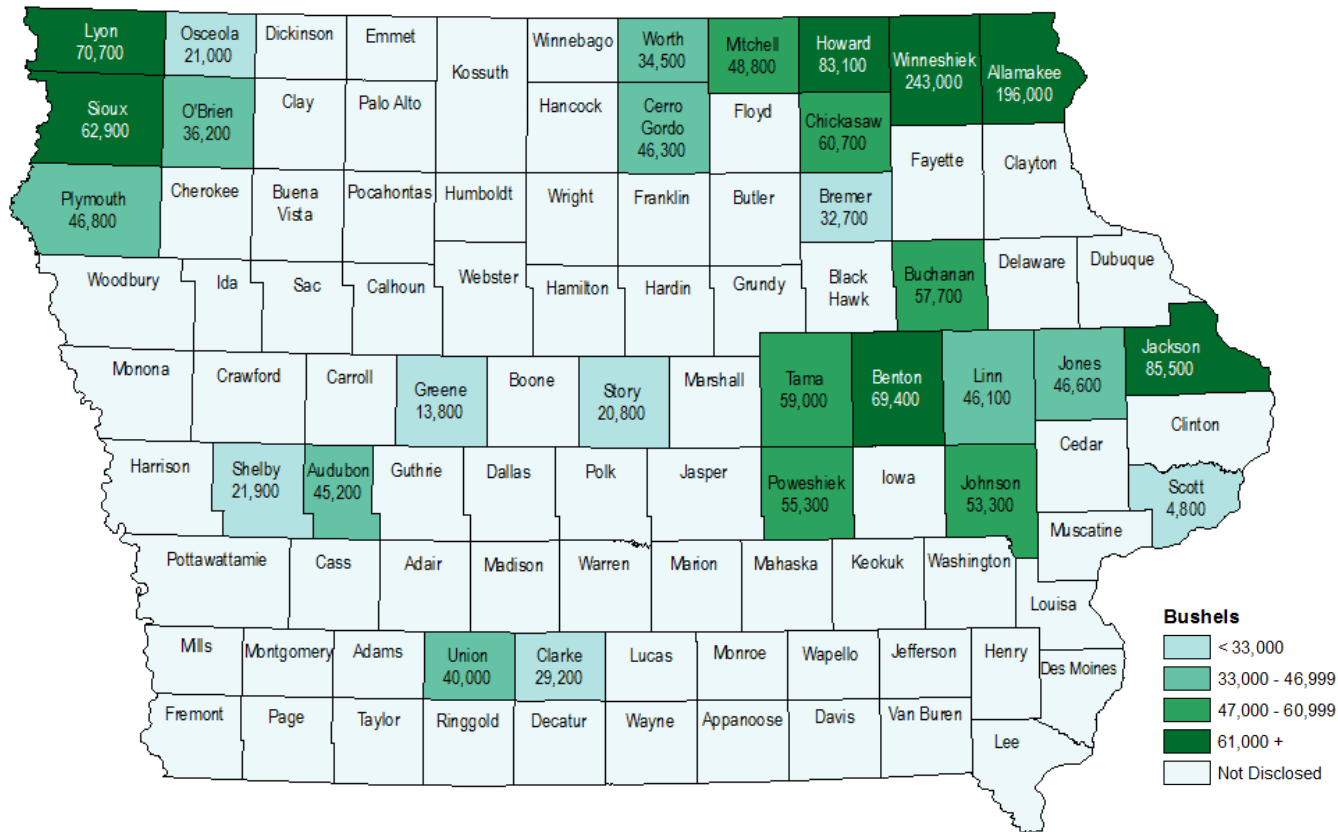 Lyon
70,700
Osceola
21,000
Dickinson
Emmet
Kossuth
Winnebago
Worth
34,500
Mitchell
48,800
Howard
83,100
Winneshiek
243,000
Allamakee
196,000
Sioux
62,900
O'Brien
36,200
Clay
Palo Alto
Hancock
Cerro
Gordo
46,300
Floyd
Chickasaw
60,700
Fayette
Clayton
Plymouth
46,800
Cherokee
Buena
Vista
Pocahontas
Humboldt
Wright
Franklin
Butler
Bremer
32,700
Woodbury
Ida
Sac
Calhoun
Webster
Hamilton
Hardin
Grundy
Black
Hawk
Buchanan
57,700
Delaware
Dubuque
Monona
Crawford
Carroll
Greene
13,800
Boone
Story
20,800
Marshall
Tama
59,000
Benton
69,400
Linn
46,100
Jones
46,600
Jackson
85,500
Clinton
Harrison
Shelby
21,900
Audubon
45,200
Guthrie
Dallas
Polk
Jasper
Poweshiek
55,300
Iowa
Johnson
53,300
Cedar
Scott
4,800
Muscatine
Pottawattamie
Cass
Adair
Madison
Warren
Marion
Mahaska
Keokuk
Washington
Louisa
Mills
Montgomery
Adams
Union
40,000
Clarke
29,200
Lucas
Monroe
Wapello
Jefferson
Henry
Des Moines
Fremont
Page
Taylor
Ringgold
Decatur
Wayne
Appanoose
Davis
Van Buren
Lee
Bushels
< 33,000
33,000 - 46,999
47,000 - 60,999
61,000 +
Not Disclosed